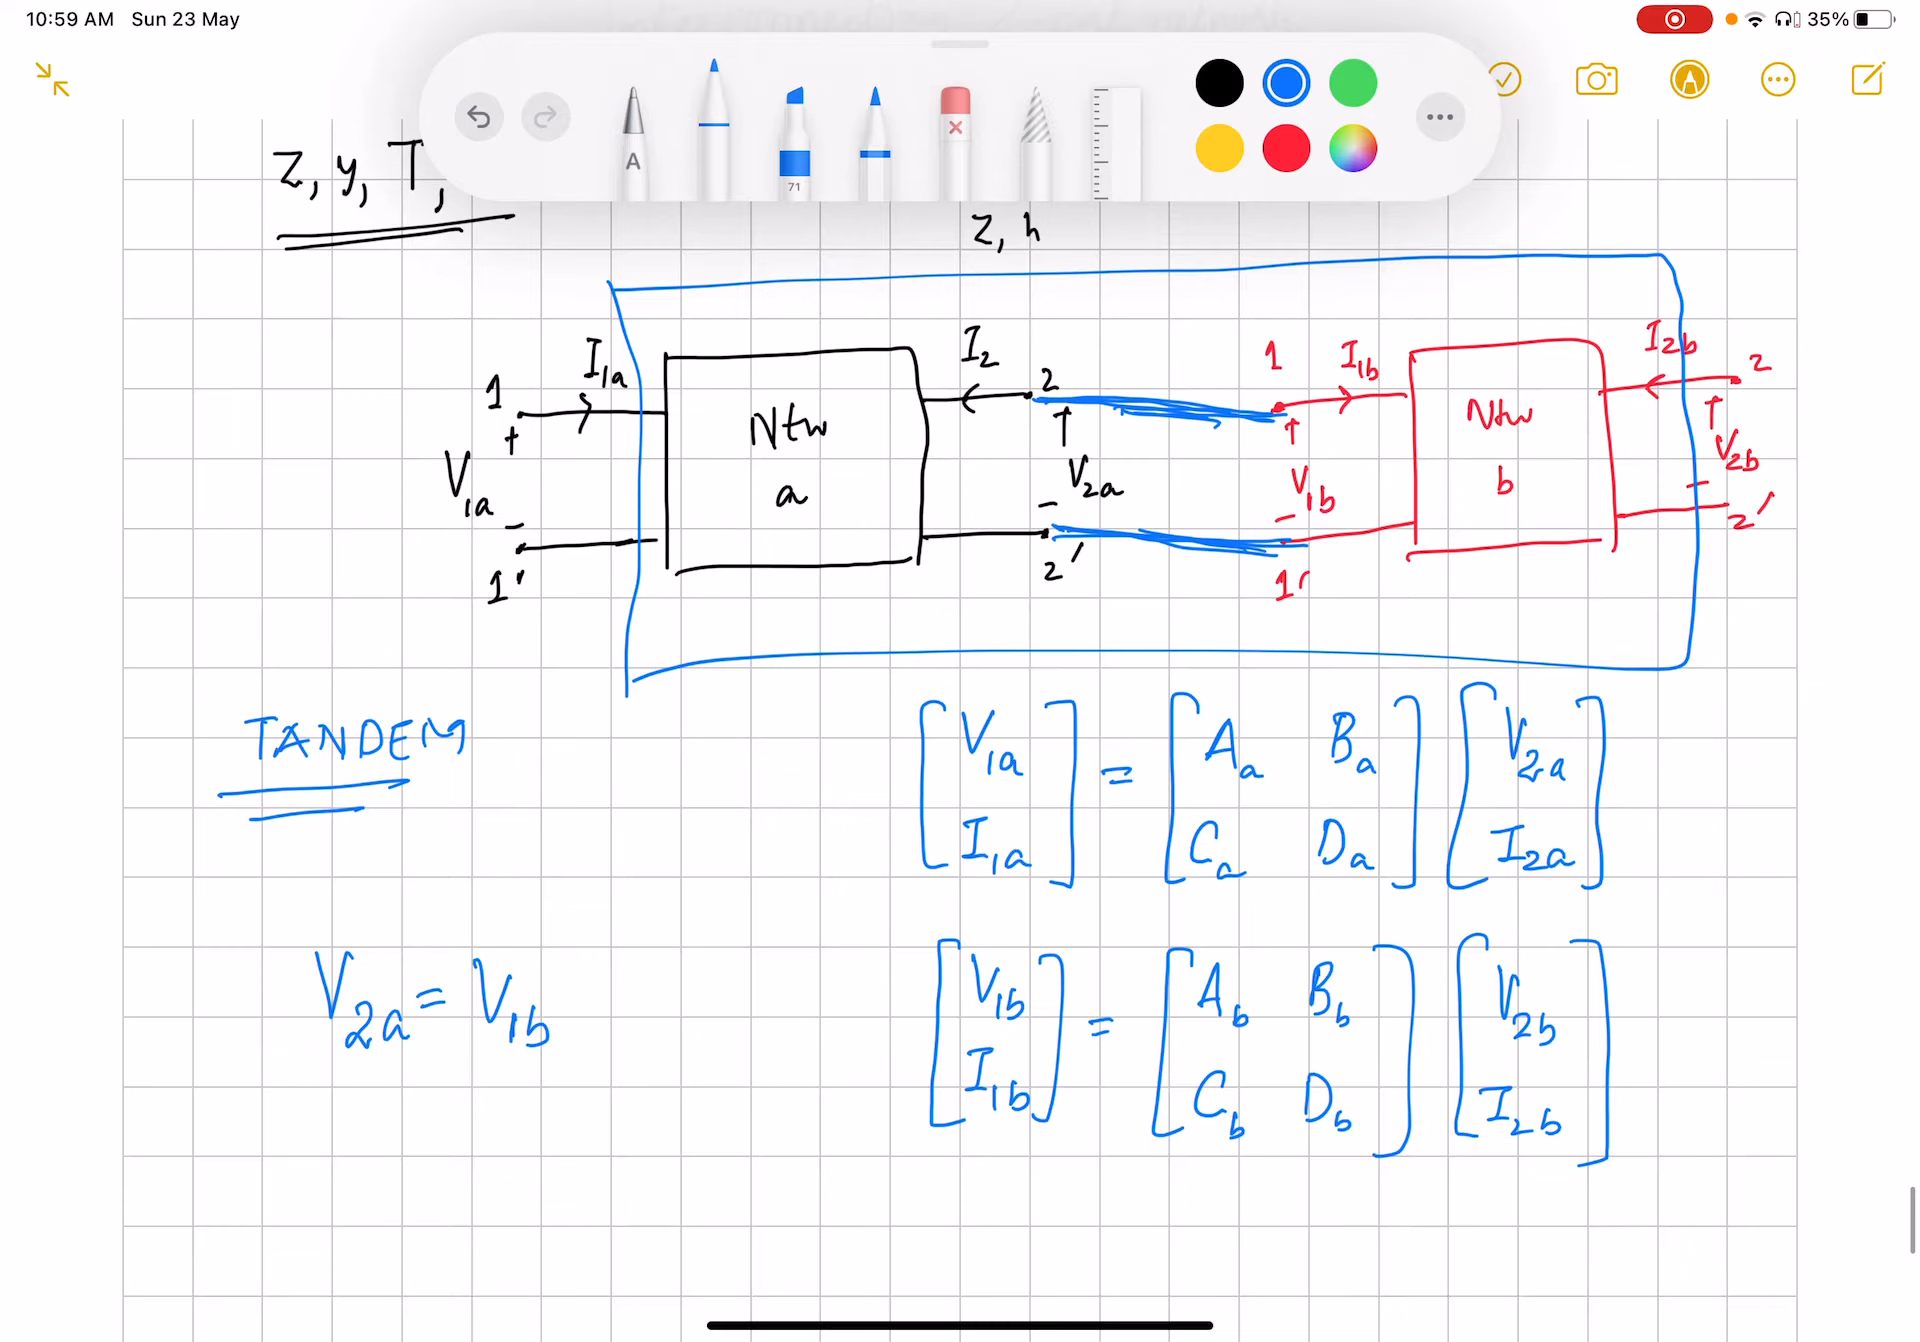 10:59 AM Sun 23 May 35%
A 71
Z, y, T,
Z, h
I1a I2 1 I1b I2b 2
1 2
+ Ntw Ntw
V1a a V2a V1b b V2b
- - - -
1' 2' 1' 2'
TANDEM
[V1a I1a] = [Aa Ba Ca Da] [V2a I2a]
V2a = V1b
[V1b I1b] = [Ab Bb Cb Db] [V2b I2b]